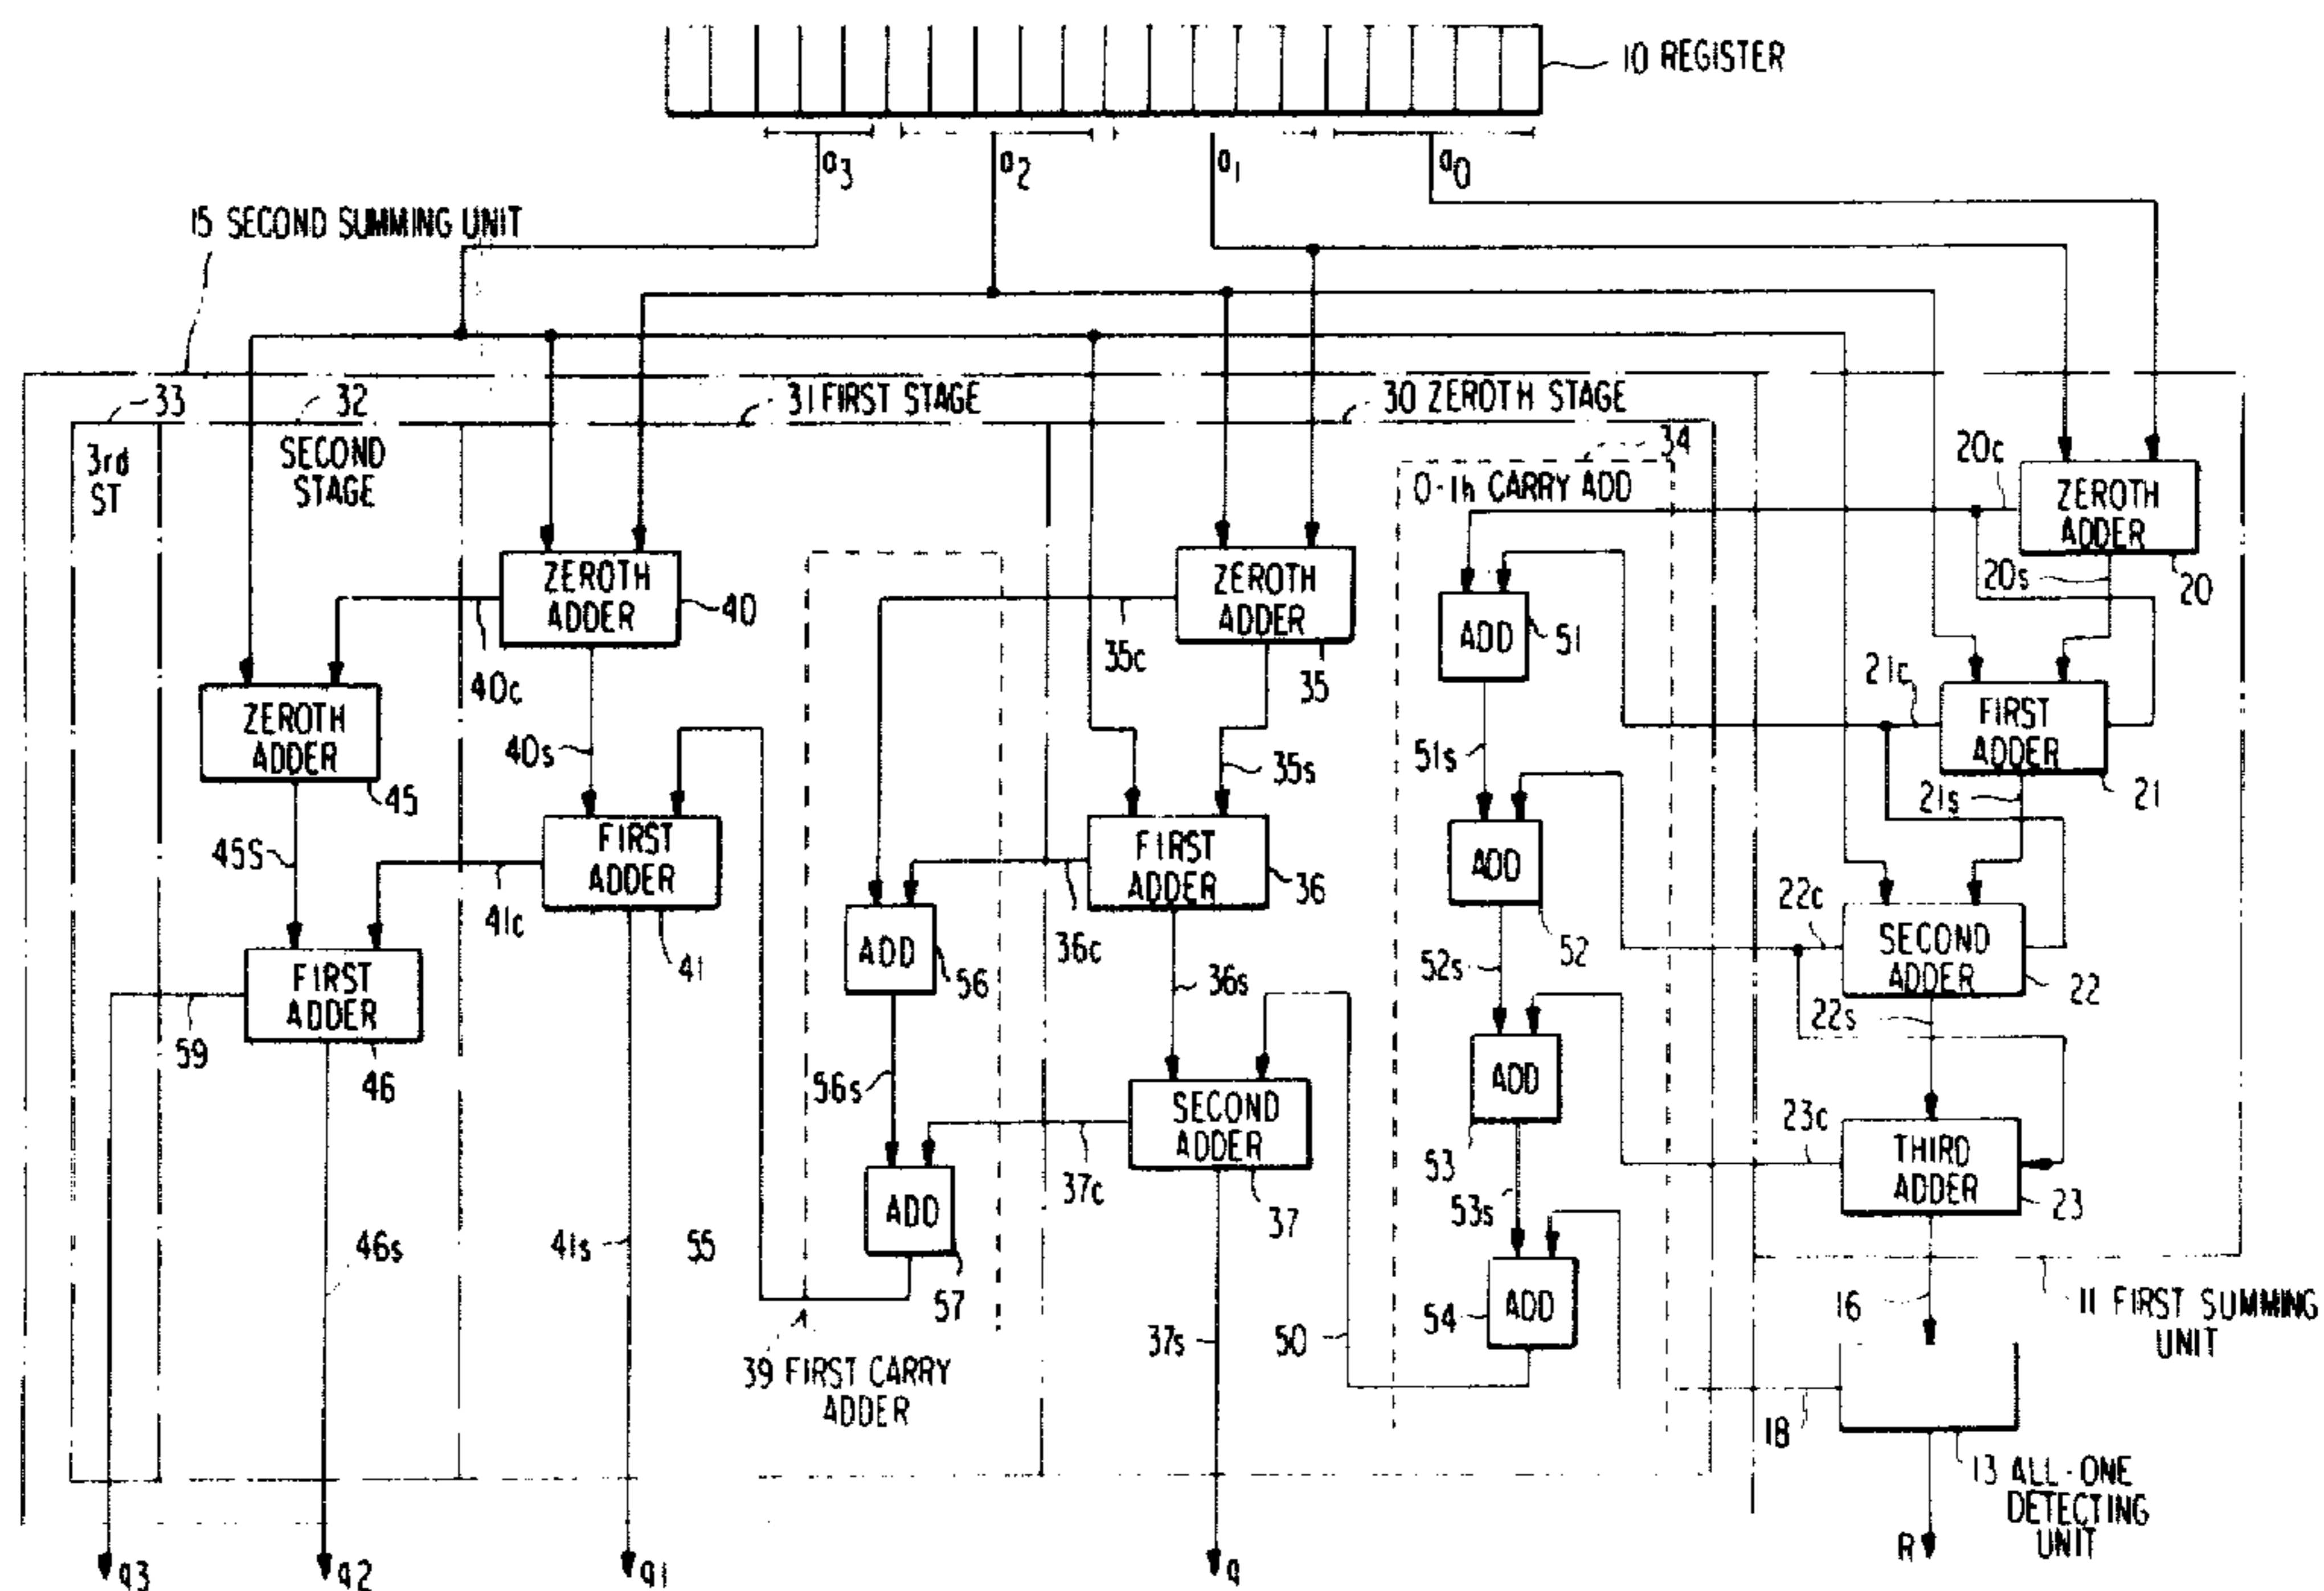 10 REGISTER
a3
a2
a1
a0
15 SECOND SUMMING UNIT
33
32
31 FIRST STAGE
30 ZEROTH STAGE
3rd
ST
SECOND
STAGE
34
0-th CARRY ADD
20c
ZEROTH
ADDER
20s
20
ZEROTH
ADDER
40
40c
ZEROTH
ADDER
35c
35
ADD
51
21c
FIRST
ADDER
21s
21
ZEROTH
ADDER
45
40s
35s
51s
45S
FIRST
ADDER
41c
41
FIRST
ADDER
36
36c
ADD
52
22c
SECOND
ADDER
22
22s
FIRST
ADDER
59
46
ADD
56
36s
52s
56s
SECOND
ADDER
37c
37
ADD
53
23c
THIRD
ADDER
23
ADD
57
53s
46s
41s
55
37s
50
ADD
54
16
11 FIRST SUMMING
UNIT
39 FIRST CARRY
ADDER
18
13 ALL-ONE
DETECTING
UNIT
q3
q2
q1
q
R